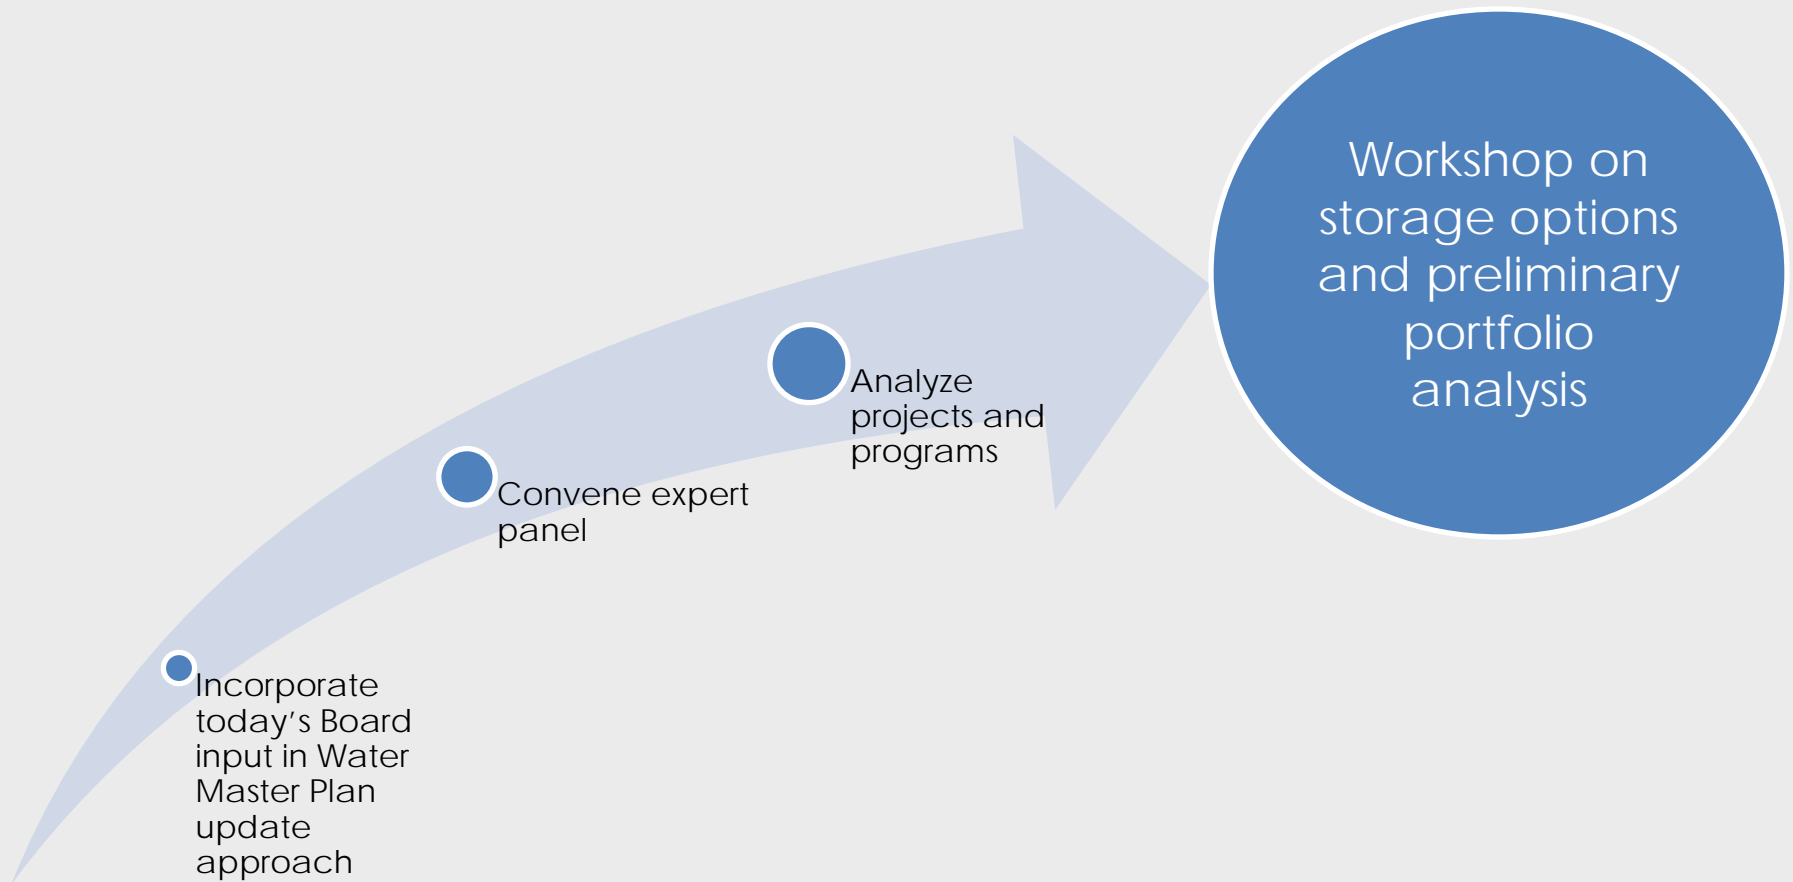 Workshop on
storage options
and preliminary
portfolio
analysis
Analyze
projects and
programs
Convene expert
panel
Incorporate
today’s Board
input in Water
Master Plan
update
approach